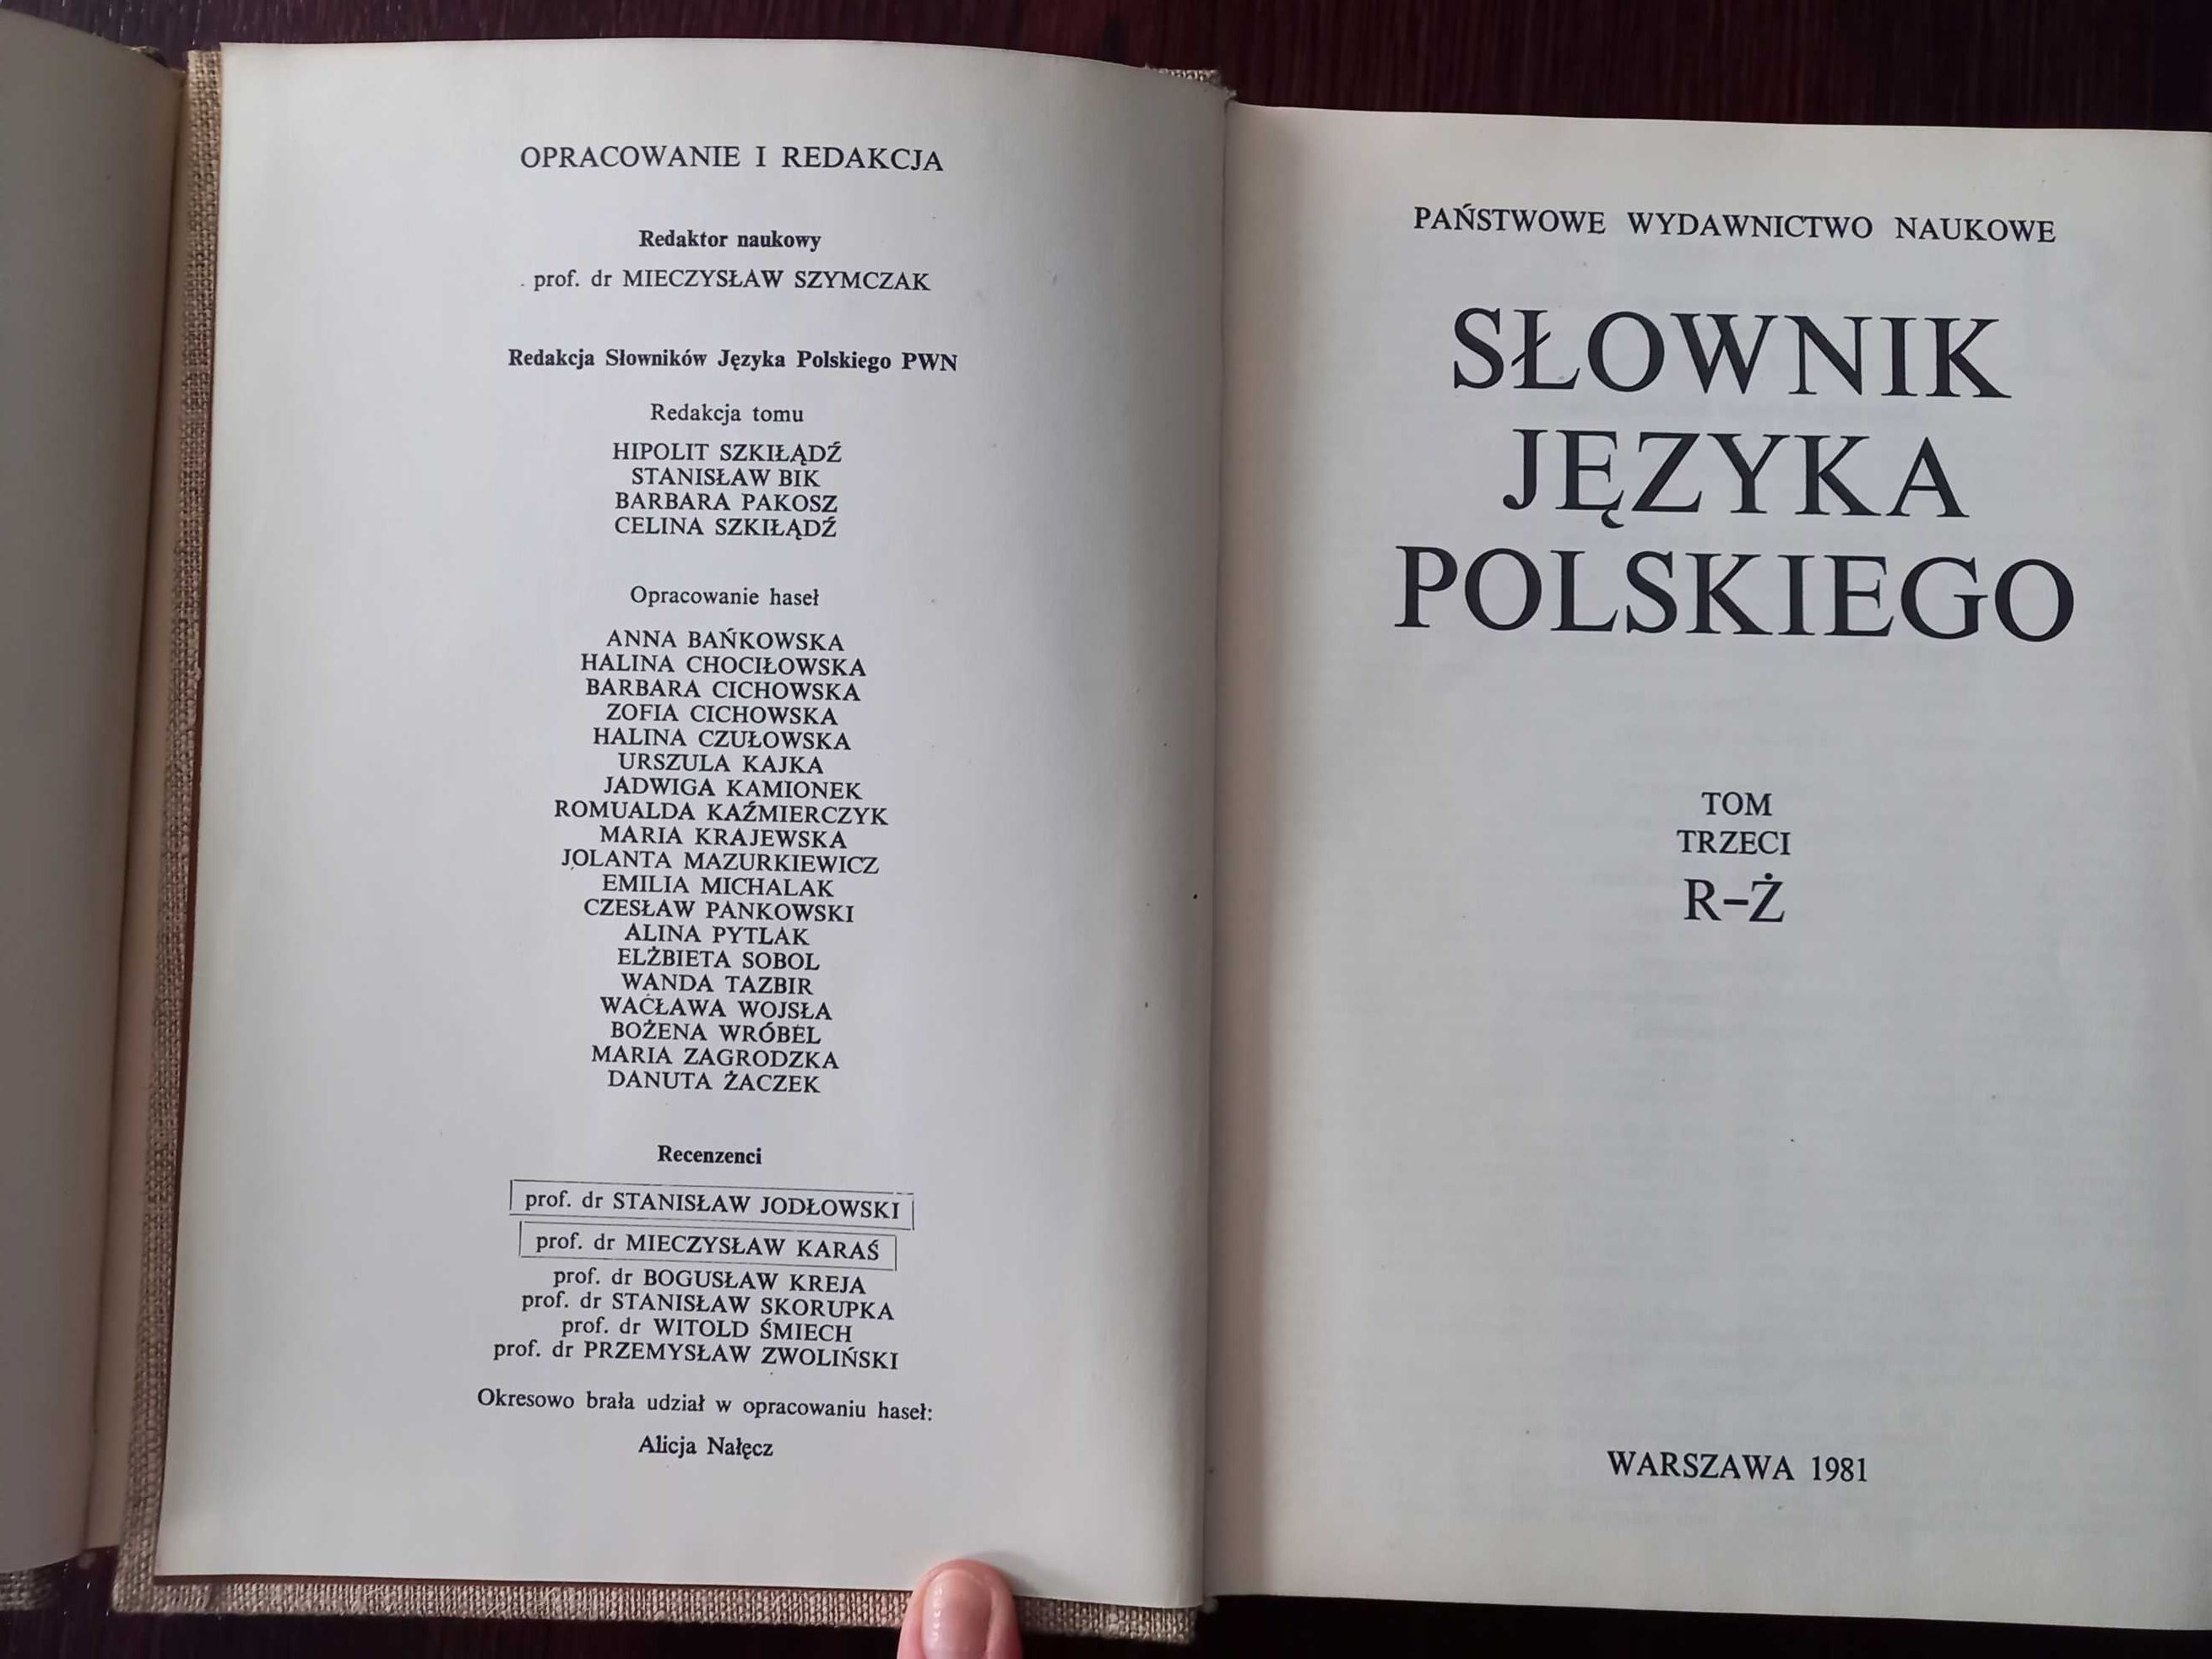 OPRACOWANIE I REDAKCJA
Redaktor naukowy
prof. dr MIECZYSŁAW SZYMCZAK
Redakcja Słowników Języka Polskiego PWN
Redakcja tomu
HIPOLIT SZKIŁĄDŹ
STANISŁAW BIK
BARBARA PAKOSZ
CELINA SZKIŁĄDŹ
Opracowanie haseł
ANNA BAŃKOWSKA
HALINA CHOCIŁOWSKA
BARBARA CICHOWSKA
ZOFIA CICHOWSKA
HALINA CZUŁOWSKA
URSZULA KAJKA
JADWIGA KAMIONEK
ROMUALDA KAŹMIERCZYK
MARIA KRAJEWSKA
JOLANTA MAZURKIEWICZ
EMILIA MICHALAK
CZESŁAW PANKOWSKI
ALINA PYTLAK
ELŻBIETA SOBOL
WANDA TAZBIR
WACŁAWA WOJSŁA
BOŻENA WRÓBEL
MARIA ZAGRODZKA
DANUTA ŻACZEK
Recenzenci
prof. dr STANISŁAW JODŁOWSKI
prof. dr MIECZYSŁAW KARAŚ
prof. dr BOGUSŁAW KREJA
prof. dr STANISŁAW SKORUPKA
prof. dr WITOLD ŚMIECH
prof. dr PRZEMYSŁAW ZWOLIŃSKI
Okresowo brała udział w opracowaniu haseł:
Alicja Nałęcz
PAŃSTWOWE WYDAWNICTWO NAUKOWE
SŁOWNIK
JĘZYKA
POLSKIEGO
TOM
TRZECI
R–Ż
WARSZAWA 1981